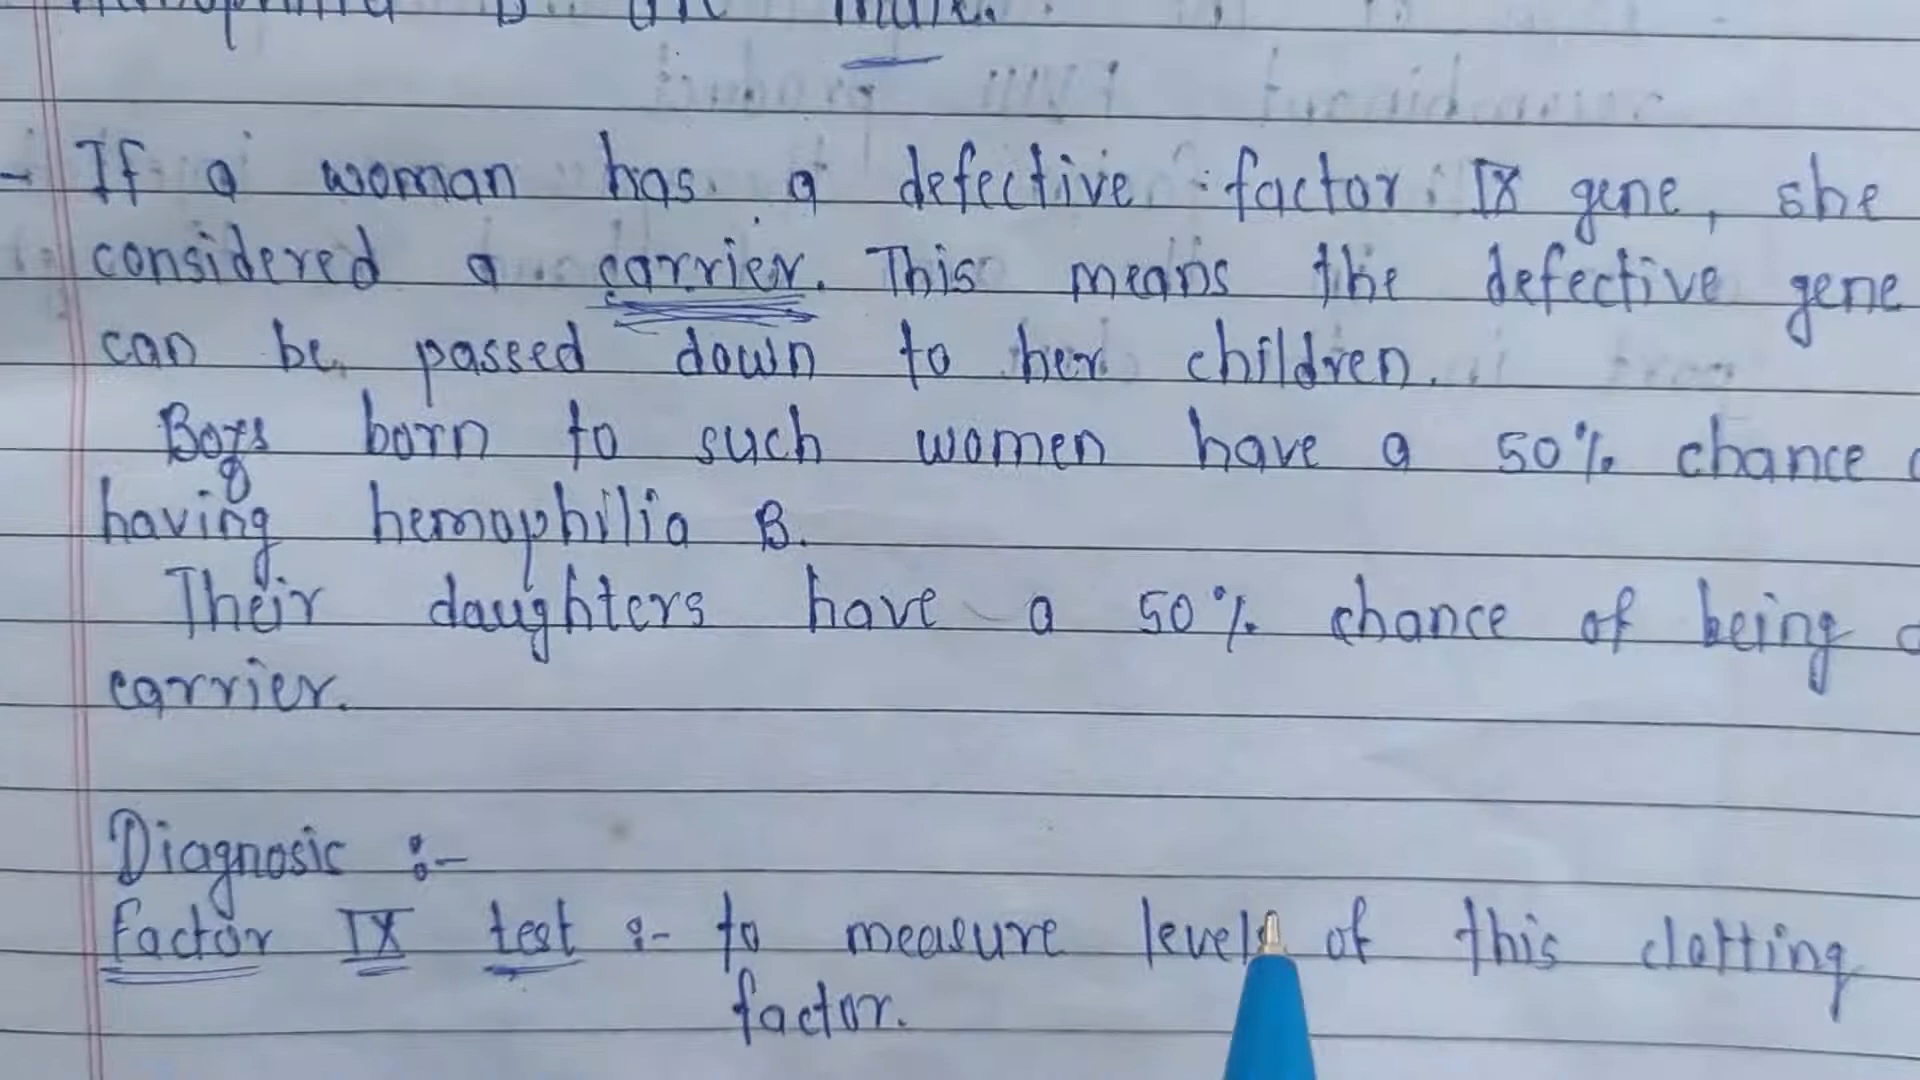 - If a woman has a defective factor IX gene, she
considered a carrier. This means the defective gene
can be passed down to her children.
Boys born to such women have a 50% chance
having hemophilia B.
Their daughters have a 50% chance of being a
carrier.
Diagnosic :-
Factor IX test :- to measure level of this clotting
factor.